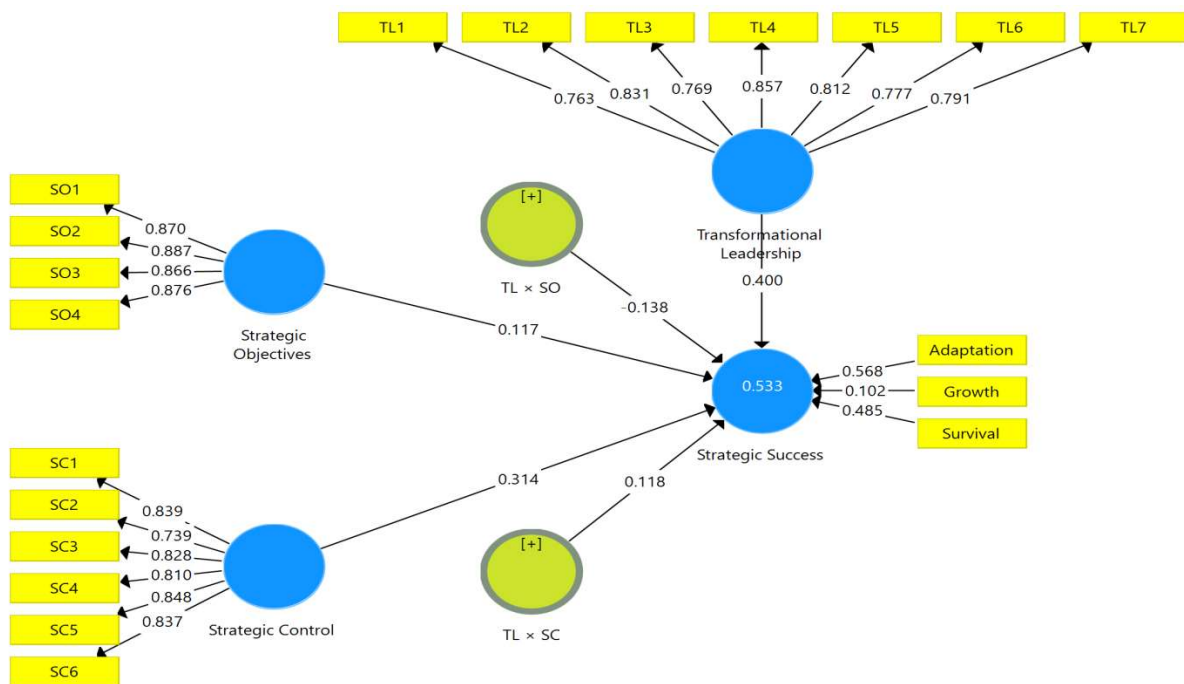 TL1 TL2 TL3 TL4 TL5 TL6 TL7
0.763 0.831 0.769 0.857 0.812 0.777 0.791
Transformational
Leadership
0.400
SO1
SO2
SO3
SO4
0.870
0.887
0.866
0.876
Strategic
Objectives
0.117
[+]
TL × SO
-0.138
0.533
Strategic Success
Adaptation
Growth
Survival
0.568
0.102
0.485
SC1
SC2
SC3
SC4
SC5
SC6
0.839
0.739
0.828
0.810
0.848
0.837
Strategic Control
0.314
[+]
TL × SC
0.118